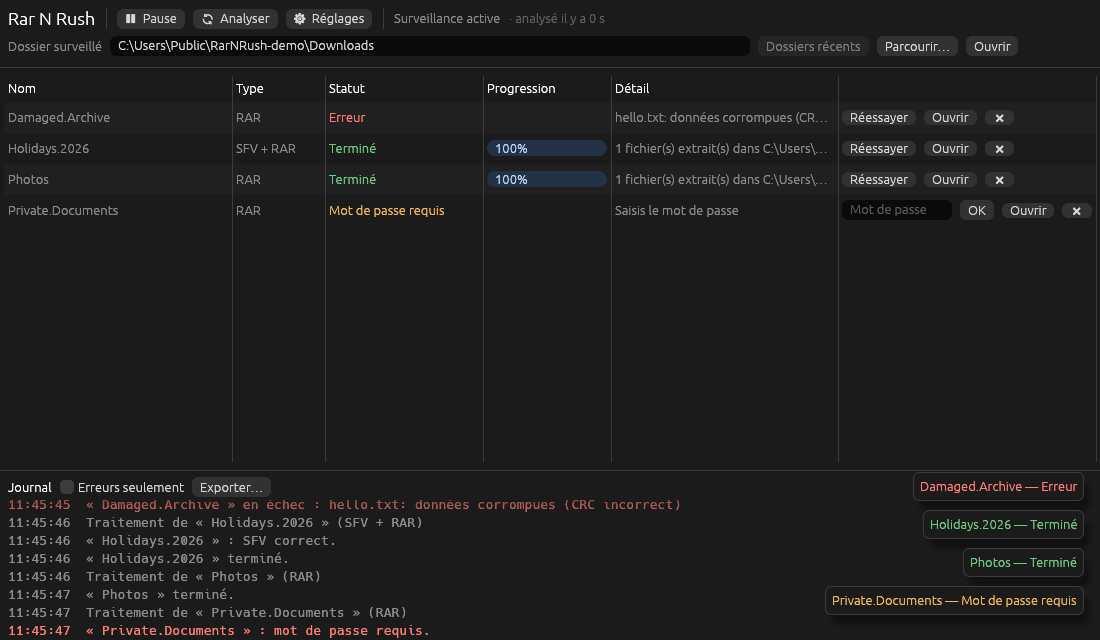 Rar N Rush Pause Analyser Réglages Surveillance active · analysé il y a 0 s
Dossier surveillé C:\Users\Public\RarNRush-demo\Downloads Dossiers récents Parcourir... Ouvrir
Nom Type Statut Progression Détail
Damaged.Archive RAR Erreur hello.txt: données corrompues (CR... Réessayer Ouvrir ×
Holidays.2026 SFV + RAR Terminé 100% 1 fichier(s) extrait(s) dans C:\Users\... Réessayer Ouvrir ×
Photos RAR Terminé 100% 1 fichier(s) extrait(s) dans C:\Users\... Réessayer Ouvrir ×
Private.Documents RAR Mot de passe requis Saisis le mot de passe Mot de passe OK Ouvrir ×
Journal Erreurs seulement Exporter...
11:45:45 « Damaged.Archive » en échec : hello.txt: données corrompues (CRC incorrect)
11:45:46 Traitement de « Holidays.2026 » (SFV + RAR)
11:45:46 « Holidays.2026 » : SFV correct.
11:45:46 « Holidays.2026 » terminé.
11:45:46 Traitement de « Photos » (RAR)
11:45:47 « Photos » terminé.
11:45:47 Traitement de « Private.Documents » (RAR)
11:45:47 « Private.Documents » : mot de passe requis.
Damaged.Archive — Erreur
Holidays.2026 — Terminé
Photos — Terminé
Private.Documents — Mot de passe requis